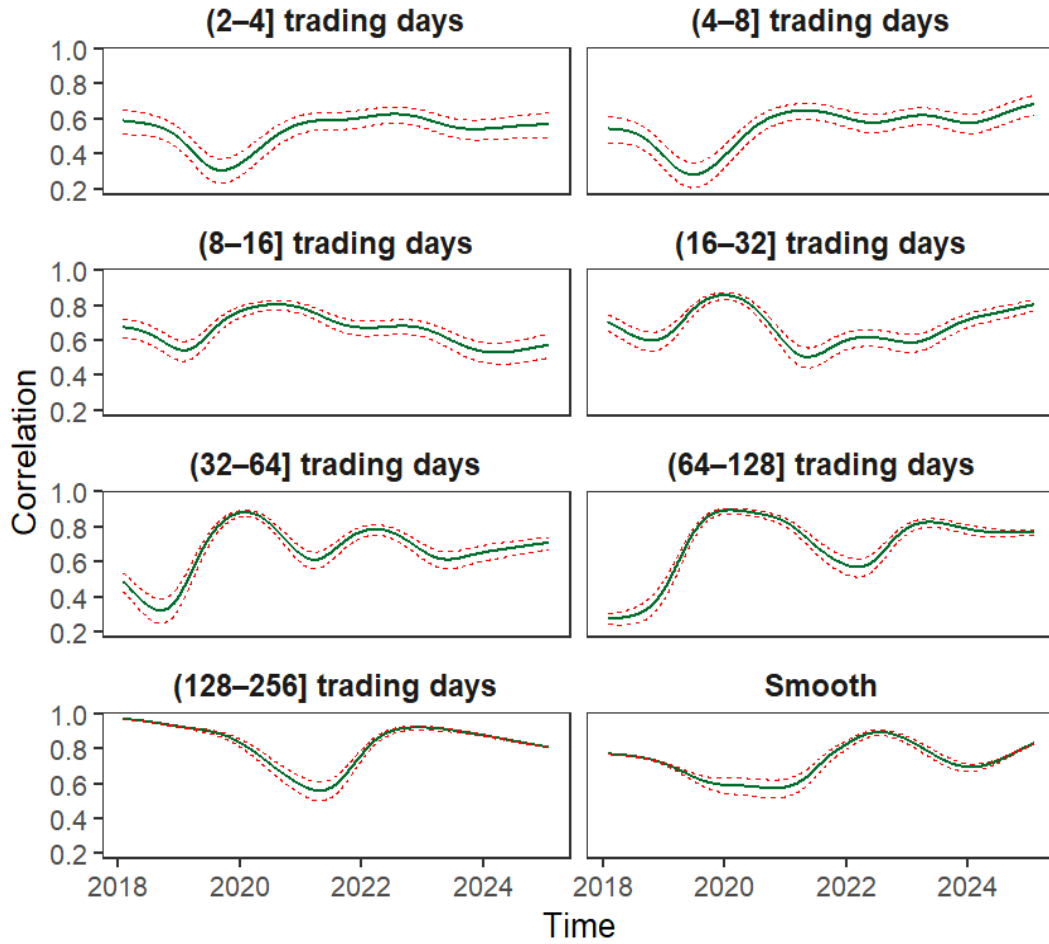 (2–4] trading days
(4–8] trading days
1.0
0.8
0.6
0.4
0.2
(8–16] trading days
(16–32] trading days
1.0
0.8
0.6
0.4
0.2
Correlation
(32–64] trading days
(64–128] trading days
1.0
0.8
0.6
0.4
0.2
(128–256] trading days
Smooth
1.0
0.8
0.6
0.4
0.2
2018 2020 2022 2024
2018 2020 2022 2024
Time